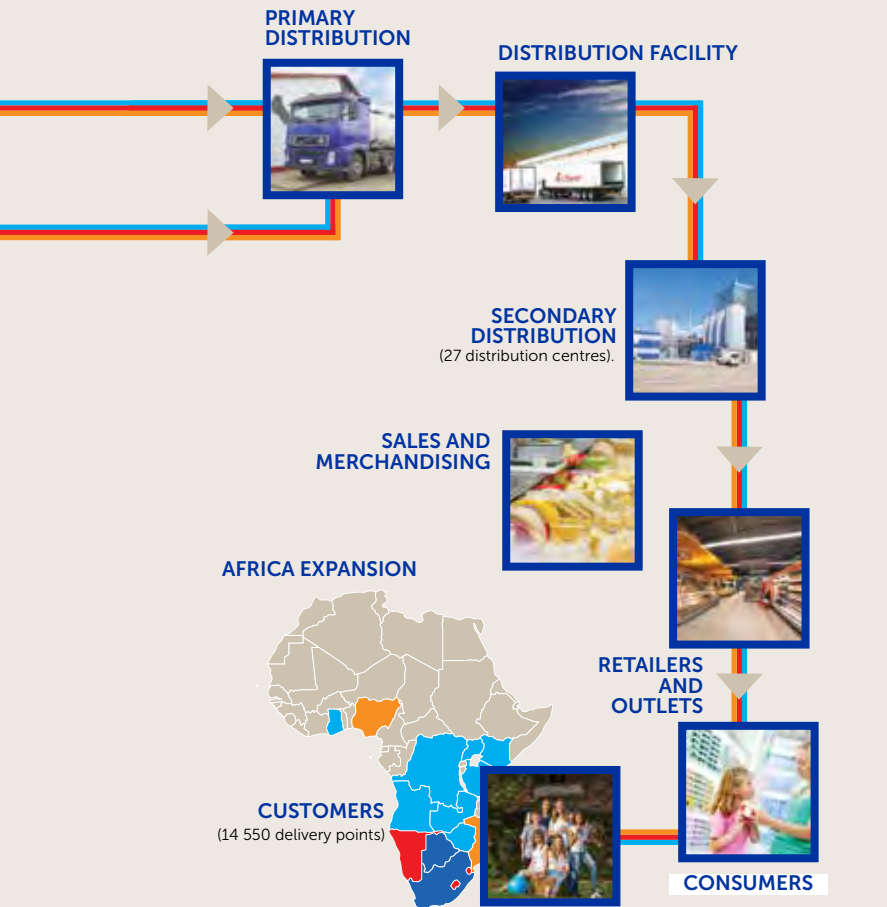 PRIMARY
DISTRIBUTION
DISTRIBUTION FACILITY
SECONDARY
DISTRIBUTION
(27 distribution centres).
SALES AND
MERCHANDISING
AFRICA EXPANSION
RETAILERS
AND
OUTLETS
CUSTOMERS
(14 550 delivery points)
CONSUMERS